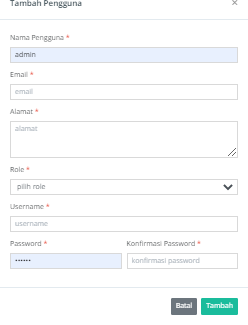 Tambah Pengguna ×
Nama Pengguna *
admin
Email *
email
Alamat *
alamat
Role *
pilih role
Username *
username
Password * Konfirmasi Password *
•••••• konfirmasi password
Batal Tambah